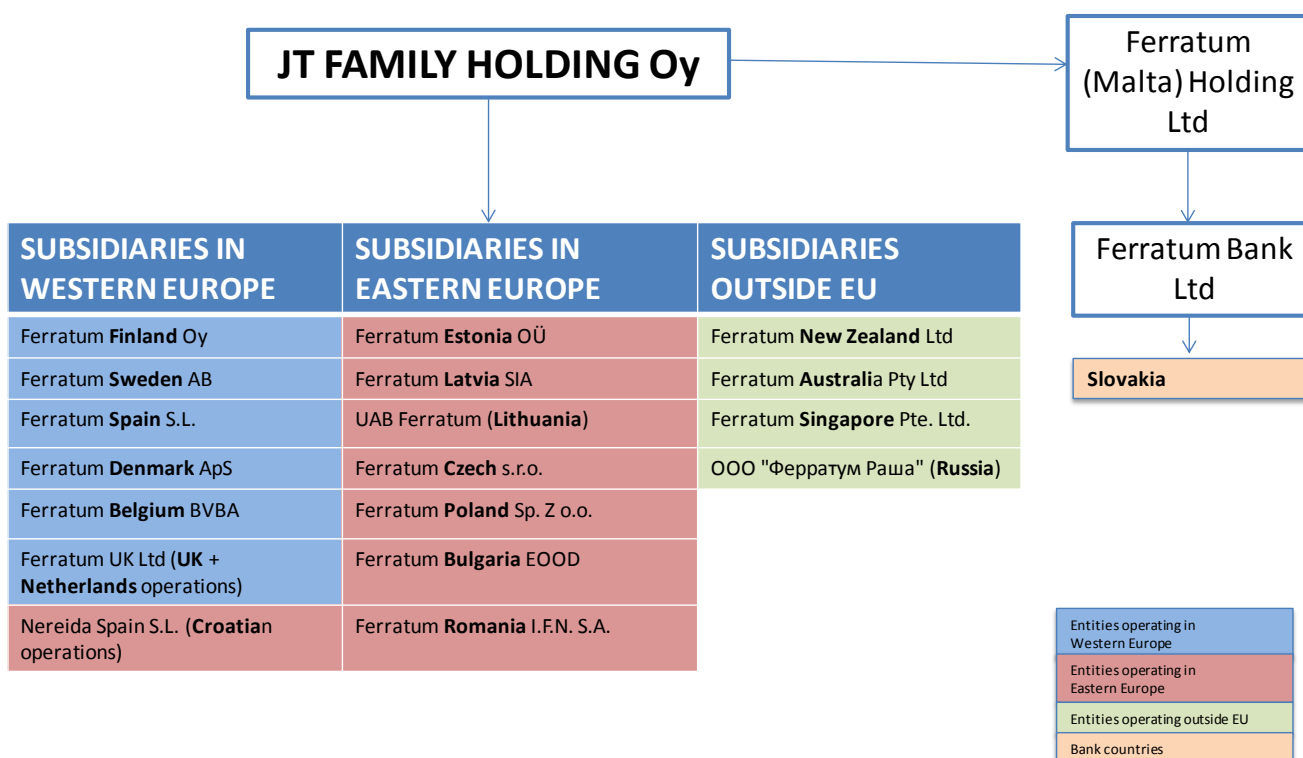 JT FAMILY HOLDING Oy
Ferratum
(Malta) Holding
Ltd
Ferratum Bank
Ltd
Slovakia
SUBSIDIARIES IN
WESTERN EUROPE
Ferratum Finland Oy
Ferratum Sweden AB
Ferratum Spain S.L.
Ferratum Denmark ApS
Ferratum Belgium BVBA
Ferratum UK Ltd (UK +
Netherlands operations)
Nereida Spain S.L. (Croatian
operations)
SUBSIDIARIES IN
EASTERN EUROPE
Ferratum Estonia OÜ
Ferratum Latvia SIA
UAB Ferratum (Lithuania)
Ferratum Czech s.r.o.
Ferratum Poland Sp. Z o.o.
Ferratum Bulgaria EOOD
Ferratum Romania I.F.N. S.A.
SUBSIDIARIES
OUTSIDE EU
Ferratum New Zealand Ltd
Ferratum Australia Pty Ltd
Ferratum Singapore Pte. Ltd.
ООО "Ферратум Раша" (Russia)
Entities operating in
Western Europe
Entities operating in
Eastern Europe
Entities operating outside EU
Bank countries